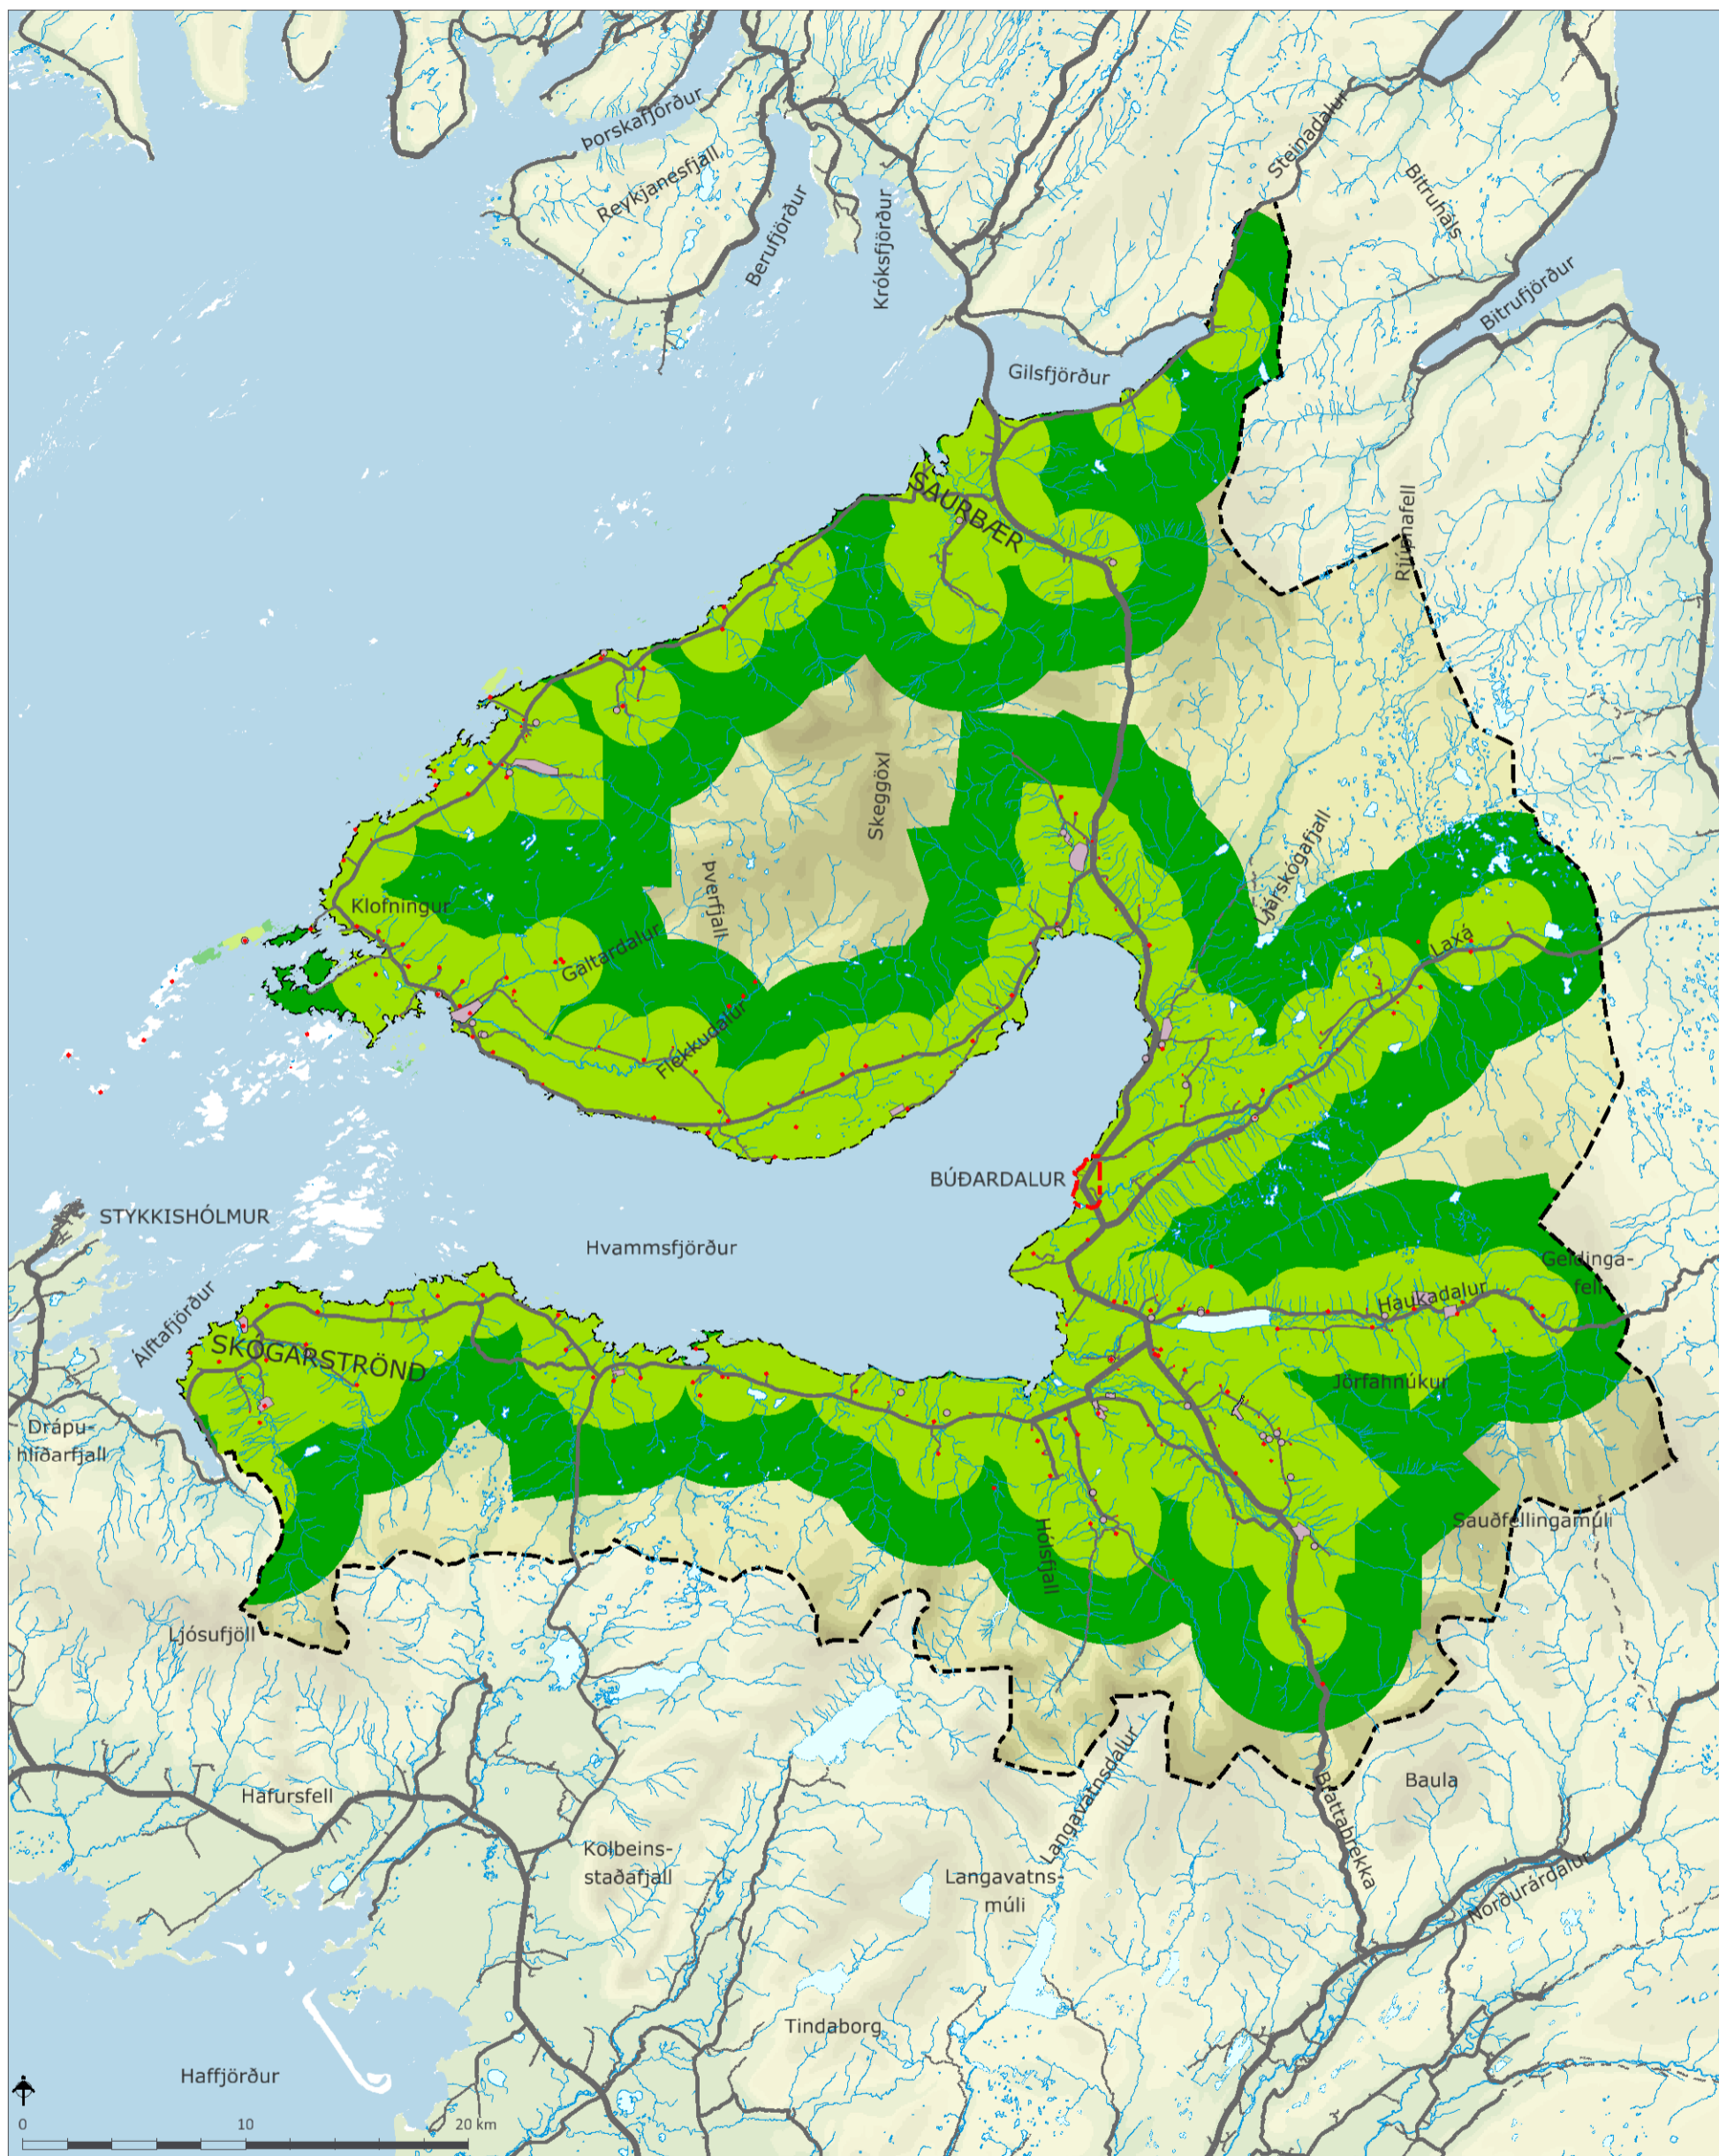 Þorskafjörður
Reykjanesfjall
Berufjörður
Króksfjörður
Steinadalur
Bitruháls
Bitrufjörður
Gilsfjörður
SAURBÆR
Rjúpnafell
Skeggöxl
Þverfjall
Ljárskógafjall
Klofningur
Galtardalur
Laxá
Flekkudalur
BÚÐARDALUR
STYKKISHÓLMUR
Hvammsfjörður
Geldinga-
fell
Haukadalur
Álftafjörður
SKÓGARSTRÖND
Jörfahnúkur
Drápu-
hlíðarfjall
Sauðfellingamúli
Hólsfjall
Ljósufjöll
Langavatnsdalur
Brattabrekka
Baula
Hafursfell
Kolbeins-
staðafjall
Langavatns-
múli
Norðurárdalur
Tindaborg
Haffjörður
0 10 20 km